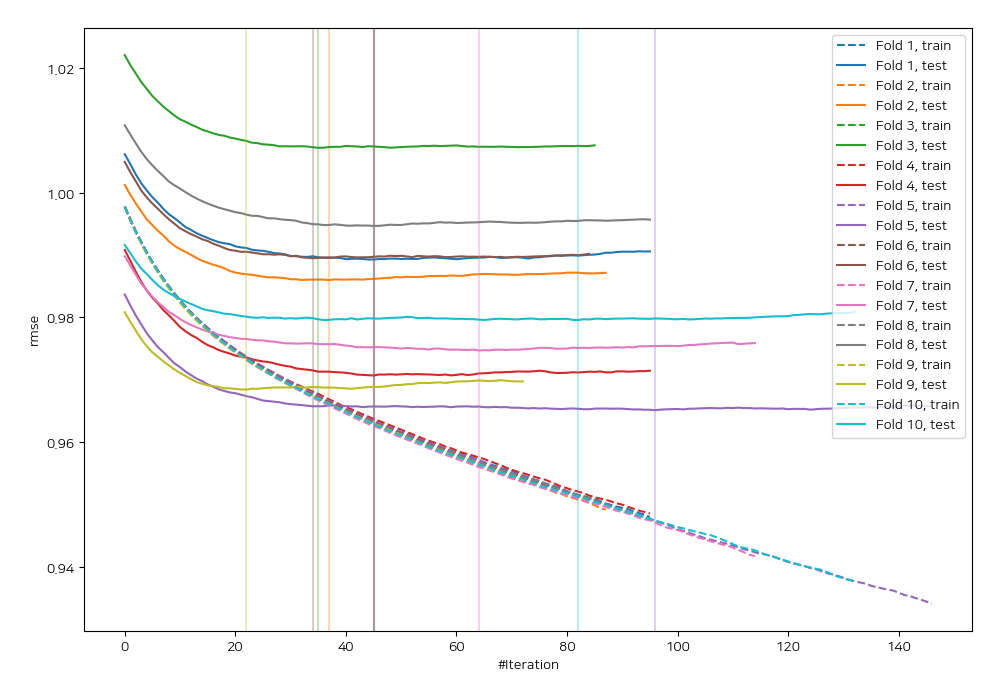 1.02
1.00
0.98
0.96
0.94
rmse
0
20
40
60
80
100
120
140
#Iteration
Fold 1, train
Fold 1, test
Fold 2, train
Fold 2, test
Fold 3, train
Fold 3, test
Fold 4, train
Fold 4, test
Fold 5, train
Fold 5, test
Fold 6, train
Fold 6, test
Fold 7, train
Fold 7, test
Fold 8, train
Fold 8, test
Fold 9, train
Fold 9, test
Fold 10, train
Fold 10, test